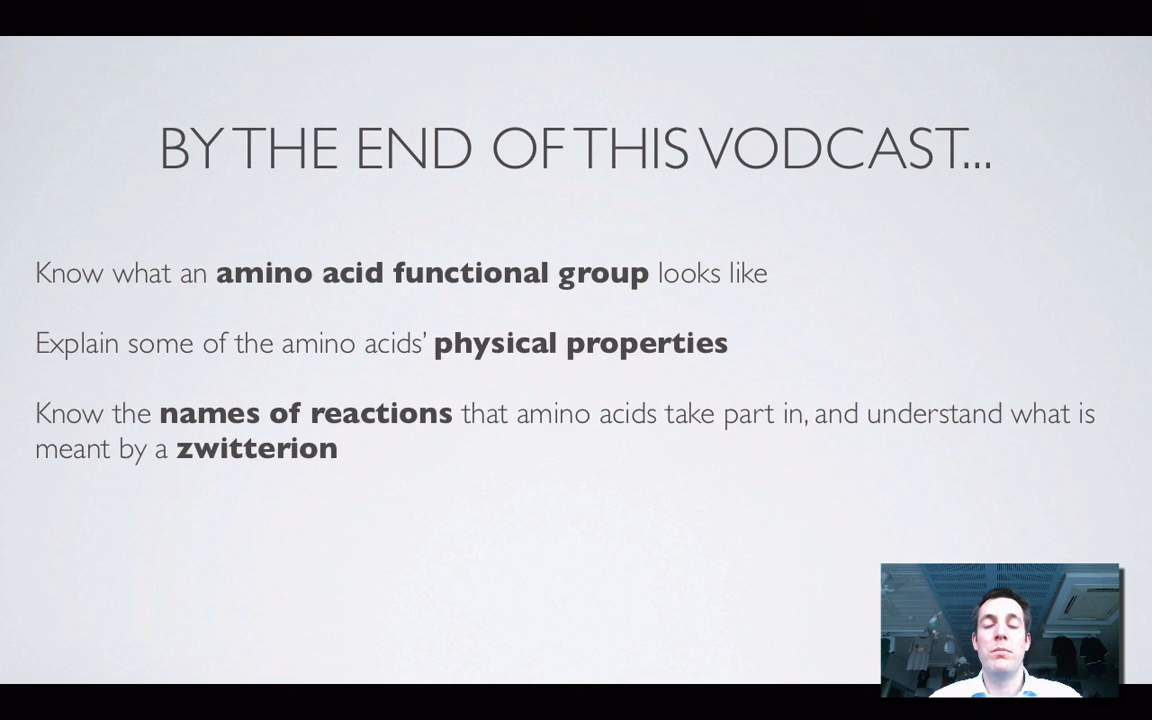 BY THE END OF THIS VODCAST...
Know what an amino acid functional group looks like
Explain some of the amino acids’ physical properties
Know the names of reactions that amino acids take part in, and understand what is
meant by a zwitterion